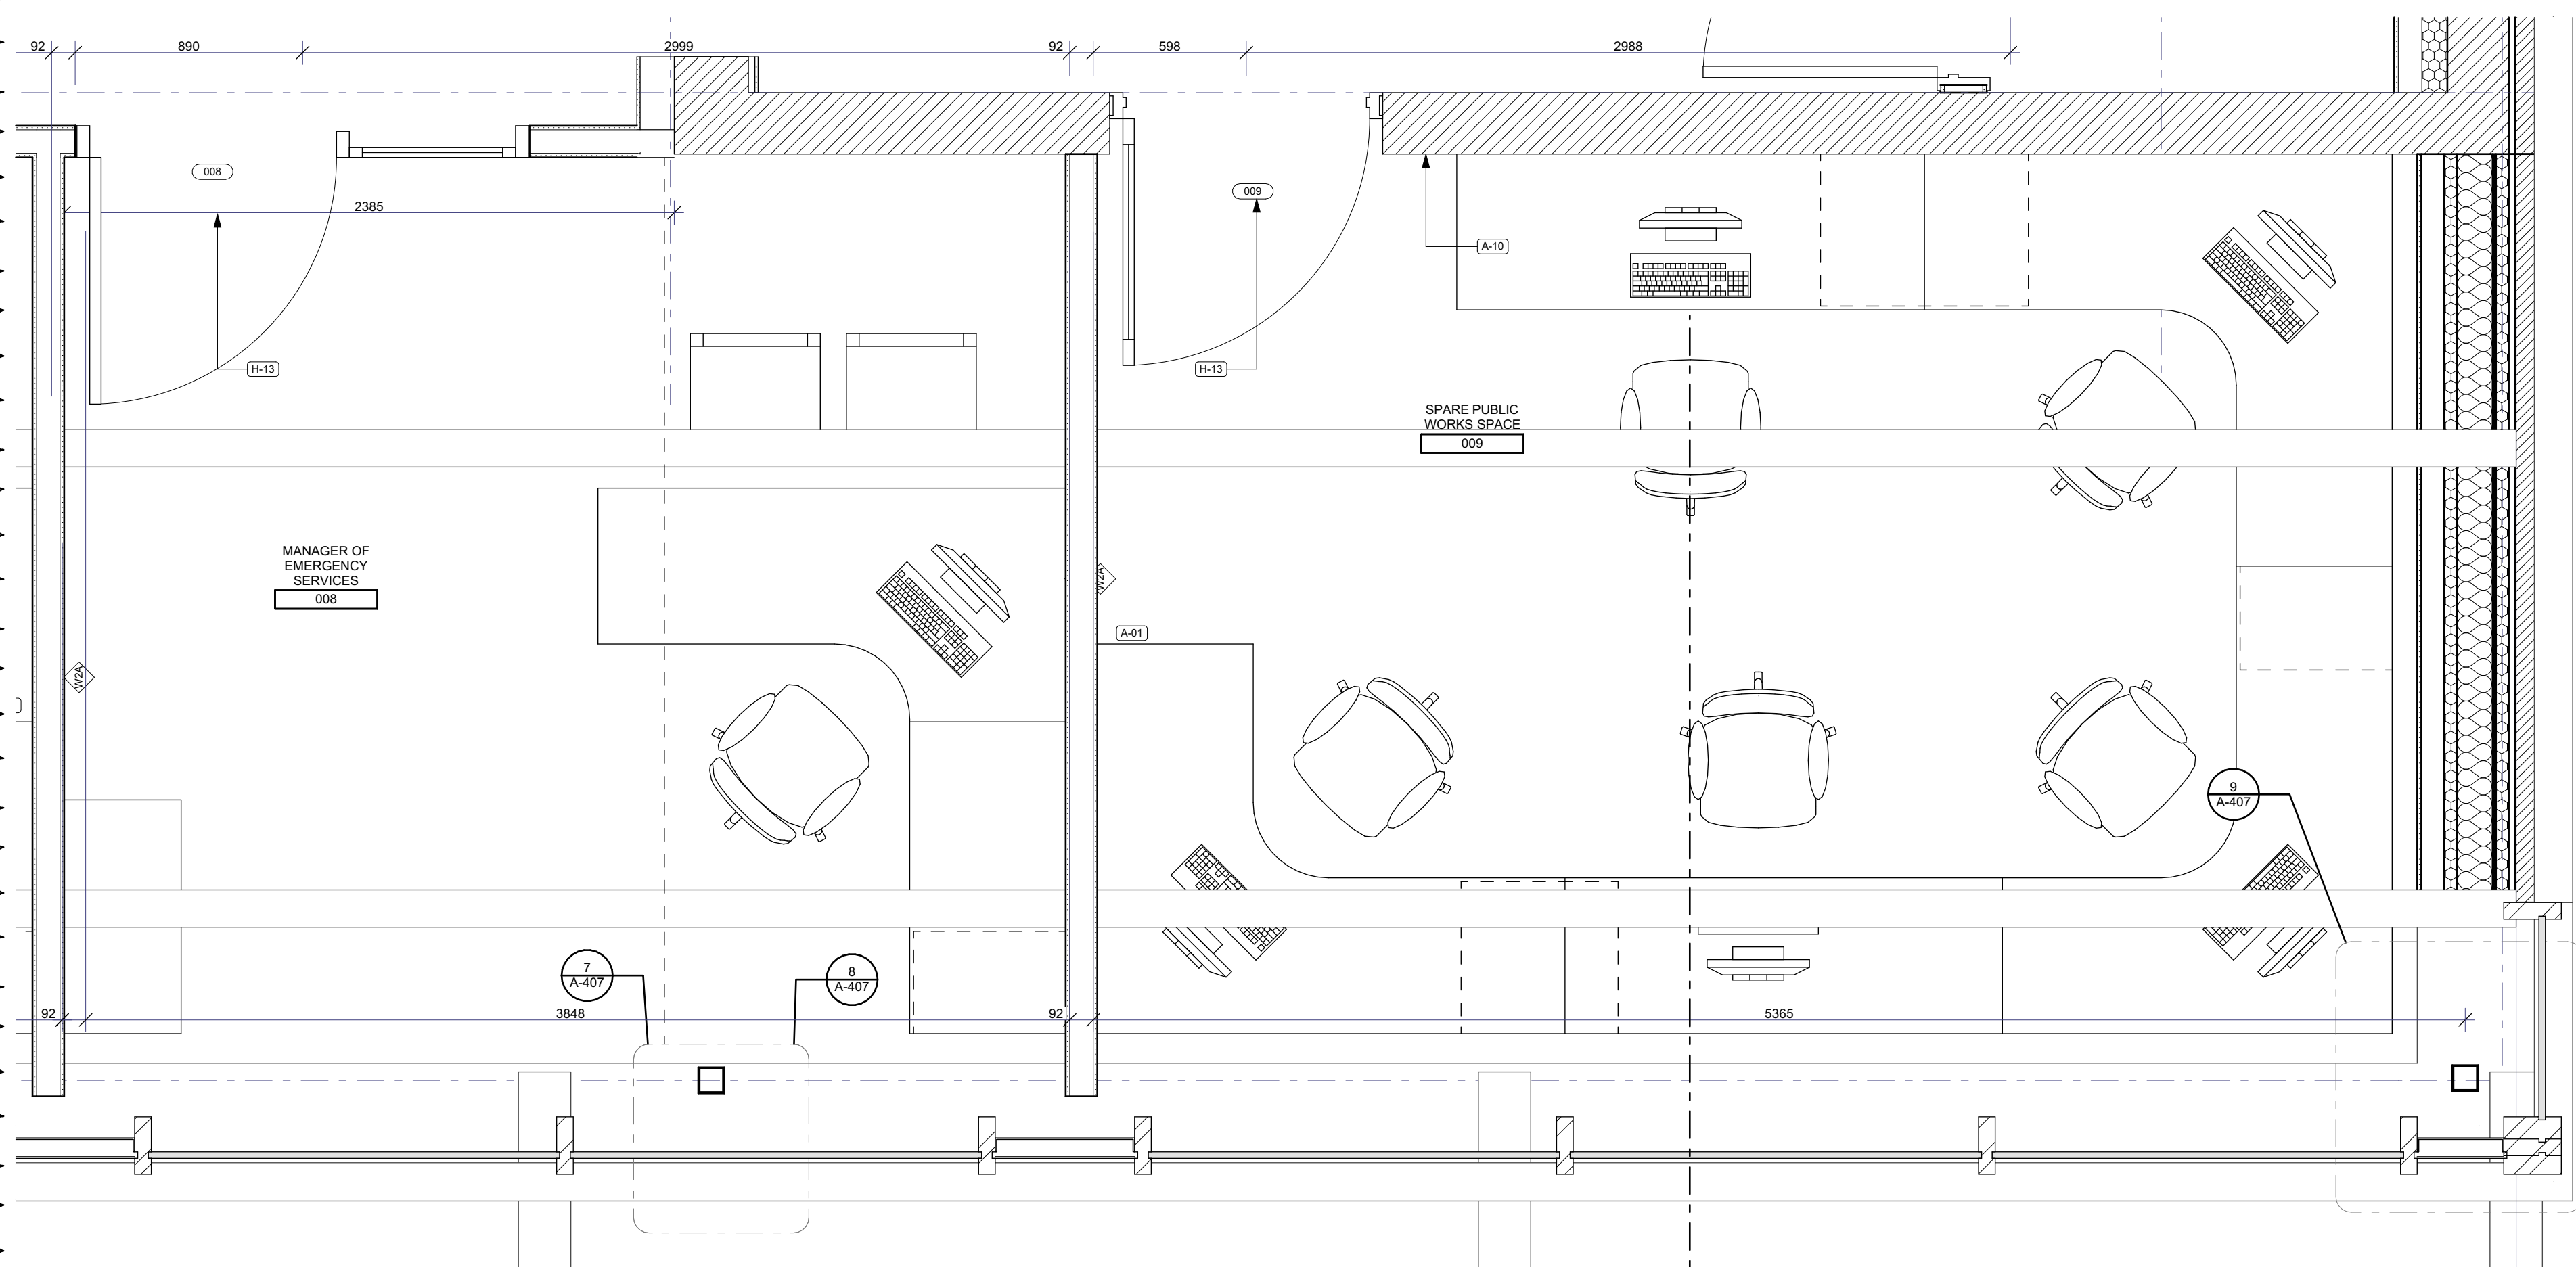 92
890
2999
92
598
2988
008
009
2385
A-10
H-13
H-13
SPARE PUBLIC
WORKS SPACE
009
MANAGER OF
EMERGENCY
SERVICES
008
W2A
A-01
W2A
9
A-407
7
A-407
8
A-407
92
3848
92
5365